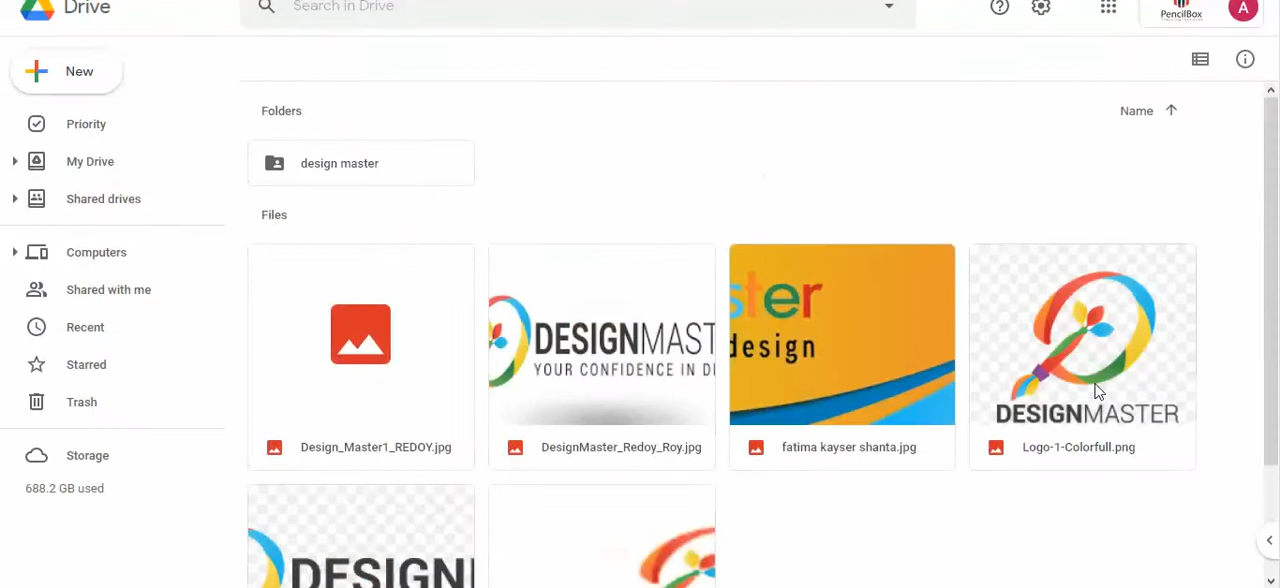 Drive
Search in Drive
PencilBox
A
New
Priority
My Drive
Shared drives
Computers
Shared with me
Recent
Starred
Trash
Storage
688.2 GB used
Folders
Name
design master
Files
DESIGNMAST
YOUR CONFIDENCE IN D
ster
design
DESIGNMASTER
Design_Master1_REDOY.jpg
DesignMaster_Redoy_Roy.jpg
fatima kayser shanta.jpg
Logo-1-Colorfull.png
DESIGN